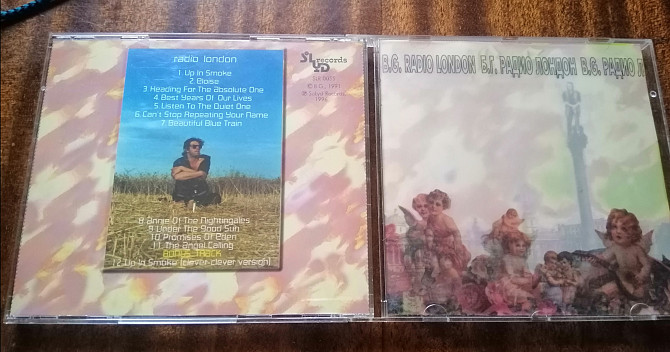 radio london
1 Up In Smoke
2 Eloise
3 Heading For The Absolute One
4 Best Years Of Our Lives
5 Listen To The Quiet One
6 Can't Stop Repeating Your Name
7 Beautiful Blue Train
8 Annie Of The Nightingales
9 Under The Good Sun
10 Promises Of Eden
11 The Angel Calling
BONUS TRACK
12 Up In Smoke (clever-clever version)
records
© B.G., 1991
1996
B.G. RADIO LONDON Б.Г. РАДИО ЛОНДОН B.G. РАДИО Л